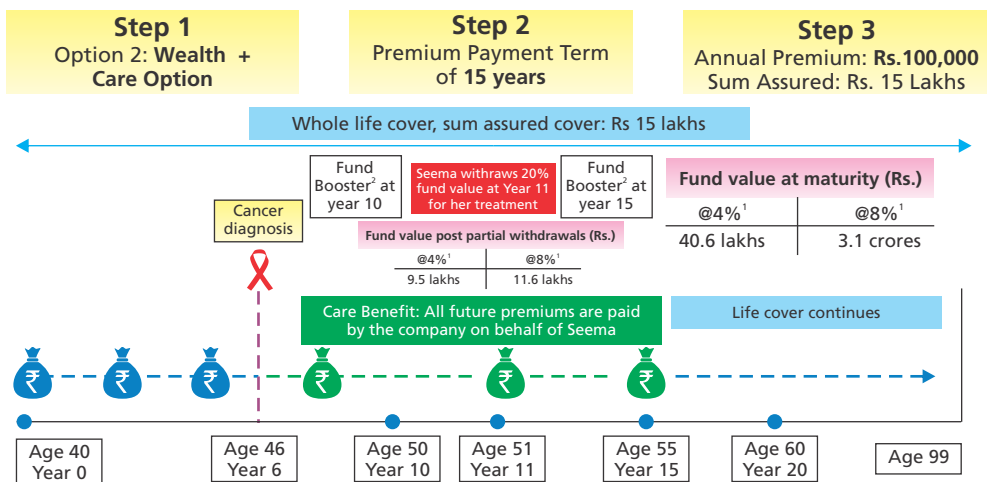 Step 1
Option 2: Wealth +
Care Option
Step 2
Premium Payment Term
of 15 years
Step 3
Annual Premium: Rs.100,000
Sum Assured: Rs. 15 Lakhs
Whole life cover, sum assured cover: Rs 15 lakhs
Cancer
diagnosis
Fund
Booster² at
year 10
Seema withraws 20%
fund value at Year 11
for her treatment
Fund
Booster² at
year 15
Fund value post partial withdrawals (Rs.)
@4%¹ @8%¹
9.5 lakhs 11.6 lakhs
Fund value at maturity (Rs.)
@4%¹ @8%¹
40.6 lakhs 3.1 crores
Care Benefit: All future premiums are paid
by the company on behalf of Seema
Life cover continues
₹ ₹ ₹ ₹ ₹ ₹
Age 40
Year 0
Age 46
Year 6
Age 50
Year 10
Age 51
Year 11
Age 55
Year 15
Age 60
Year 20
Age 99